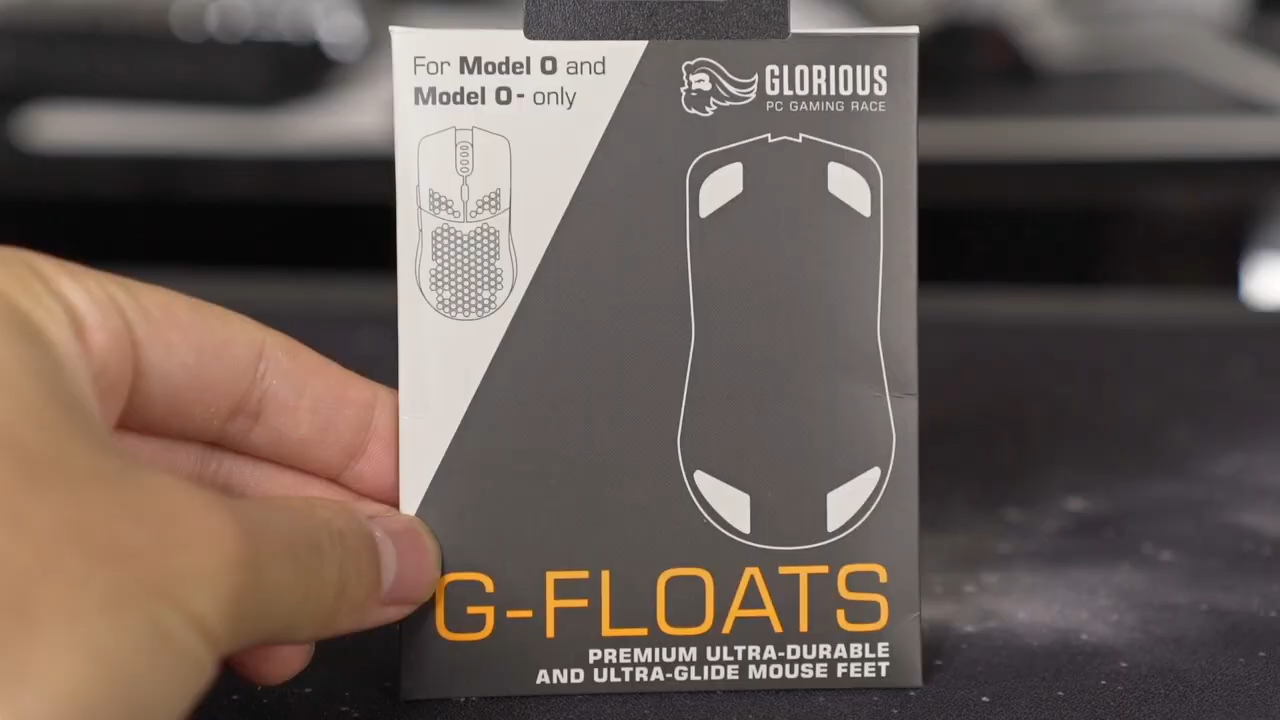 For Model O and
Model O- only
GLORIOUS
PC GAMING RACE
G-FLOATS
PREMIUM ULTRA-DURABLE
AND ULTRA-GLIDE MOUSE FEET